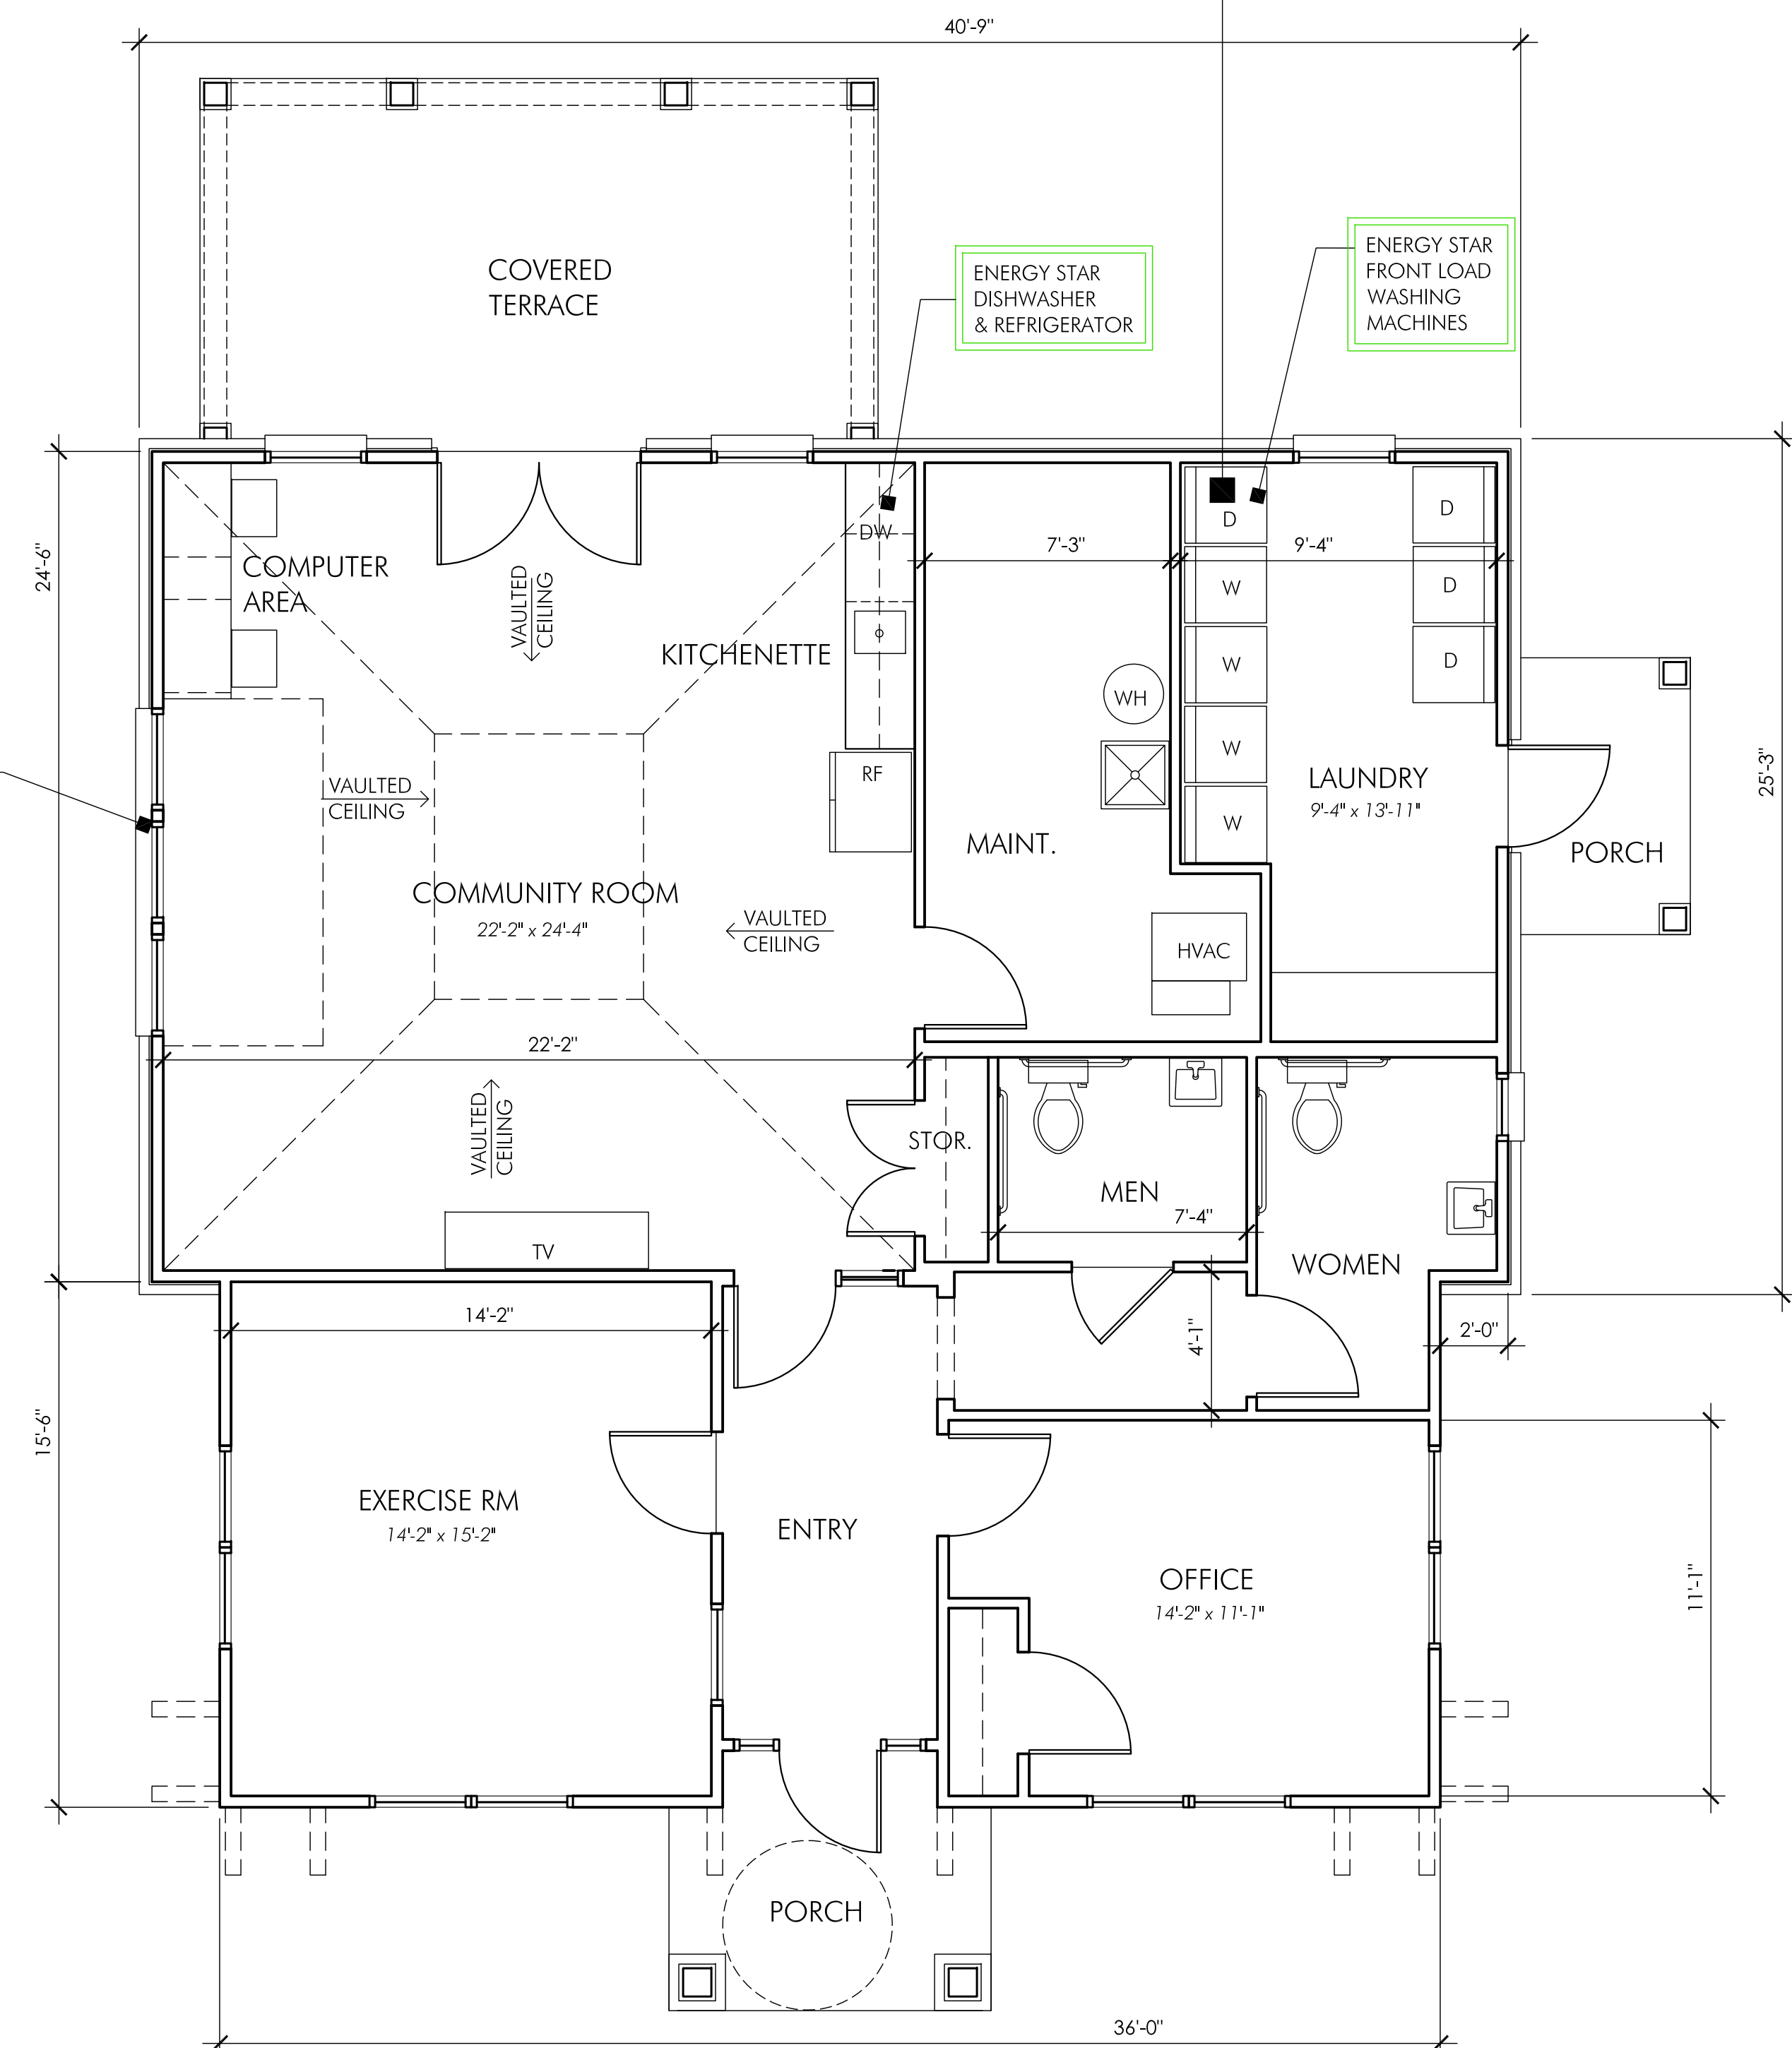 40'-9"
COVERED
TERRACE
ENERGY STAR
DISHWASHER
& REFRIGERATOR
ENERGY STAR
FRONT LOAD
WASHING
MACHINES
24'-6"
25'-3"
COMPUTER
AREA
VAULTED
CEILING
DW
KITCHENETTE
7'-3"
9'-4"
D
D
W
D
W
D
W
W
WH
RF
VAULTED
CEILING
MAINT.
LAUNDRY
9'-4" x 13'-11"
PORCH
COMMUNITY ROOM
22'-2" x 24'-4"
VAULTED
CEILING
HVAC
22'-2"
VAULTED
CEILING
STOR.
MEN
7'-4"
WOMEN
TV
14'-2"
4'-1"
2'-0"
15'-6"
EXERCISE RM
14'-2" x 15'-2"
ENTRY
OFFICE
14'-2" x 11'-1"
11'-1"
PORCH
36'-0"